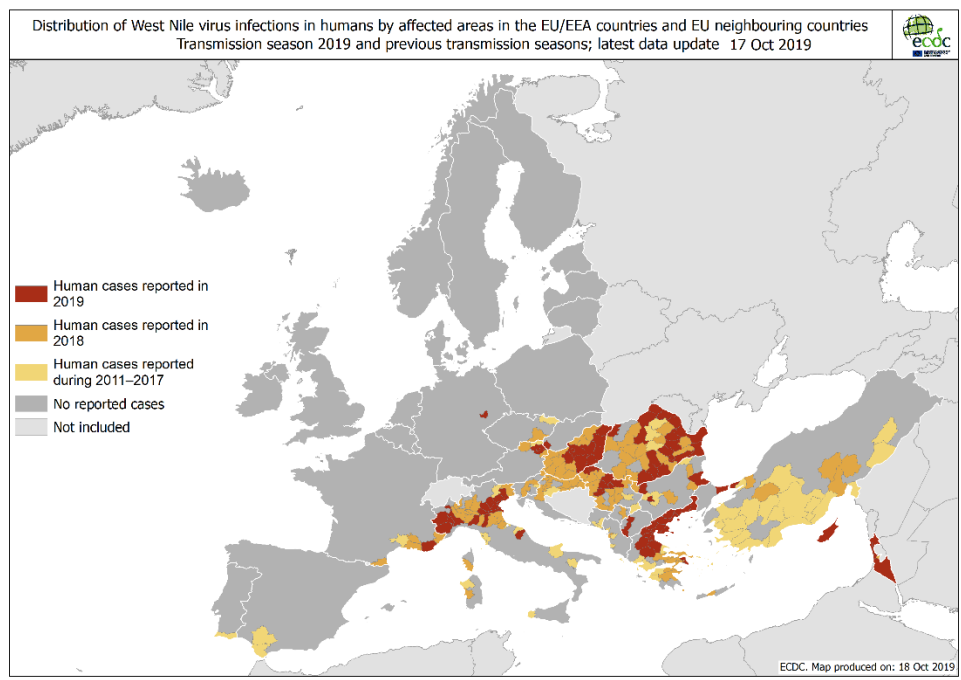 Distribution of West Nile virus infections in humans by affected areas in the EU/EEA countries and EU neighbouring countries
Transmission season 2019 and previous transmission seasons; latest data update 17 Oct 2019
ecdc
Human cases reported in
2019
Human cases reported in
2018
Human cases reported
during 2011–2017
No reported cases
Not included
ECDC. Map produced on: 18 Oct 2019